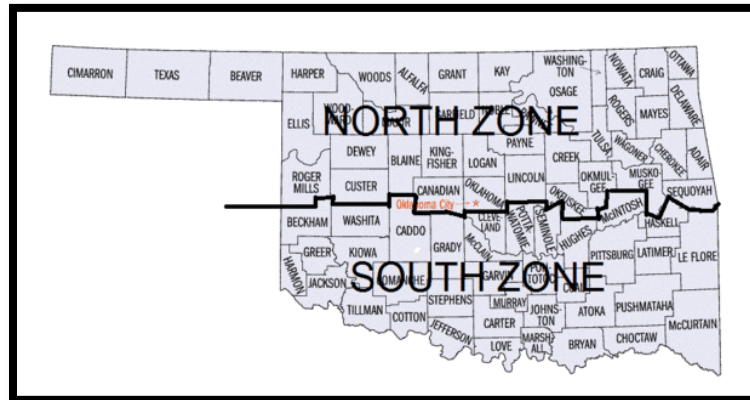 CIMARRON
TEXAS
BEAVER
HARPER
WOODS
ALFALFA
GRANT
KAY
WASHING-
TON
OSAGE
NOWATA
CRAIG
OTTAWA
ELLIS
ROGERS
MAYES
DELAWARE
NORTH ZONE
DEWEY
BLAINE
KING-
FISHER
LOGAN
PAYNE
CREEK
TULSA
WAGONER
CHEROKEE
ADAIR
ROGER
MILLS
CUSTER
CANADIAN
OKLAHOMA
LINCOLN
OKFUSKEE
OKMUL-
GEE
MUSKO-
GEE
SEQUOYAH
Oklahoma City
BECKHAM
WASHITA
CADDO
GRADY
CLEVE-
LAND
McCLAIN
POTTA-
WATOMIE
SEMINOLE
HUGHES
McINTOSH
HASKELL
GREER
KIOWA
HARMON
JACKSON
SOUTH ZONE
GARVIN
PITTSBURG
LATIMER
LE FLORE
TILLMAN
COTTON
STEPHENS
JEFFERSON
MURRAY
CARTER
LOVE
JOHNS-
TON
MARSH-
ALL
ATOKA
BRYAN
PUSHMATAHA
CHOCTAW
McCURTAIN